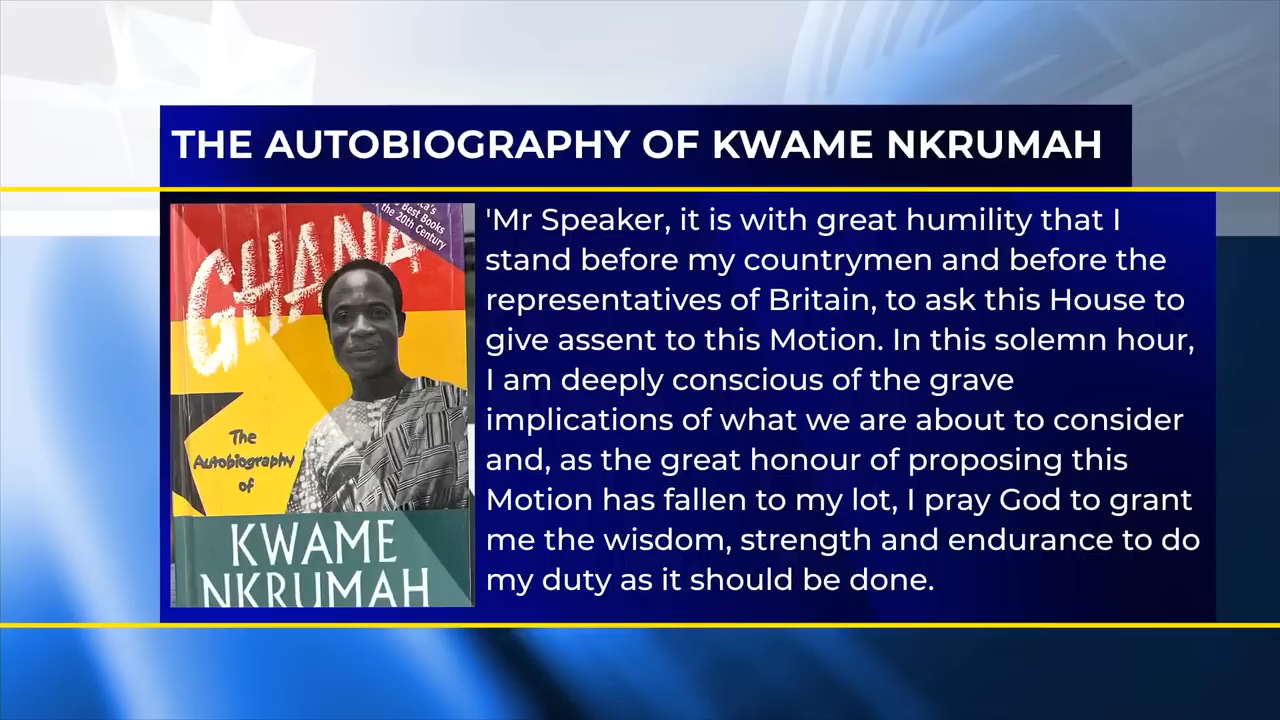 THE AUTOBIOGRAPHY OF KWAME NKRUMAH
Best Books
the 20th Century
GHANA
The
Autobiography
of
KWAME
NKRUMAH
'Mr Speaker, it is with great humility that I
stand before my countrymen and before the
representatives of Britain, to ask this House to
give assent to this Motion. In this solemn hour,
I am deeply conscious of the grave
implications of what we are about to consider
and, as the great honour of proposing this
Motion has fallen to my lot, I pray God to grant
me the wisdom, strength and endurance to do
my duty as it should be done.